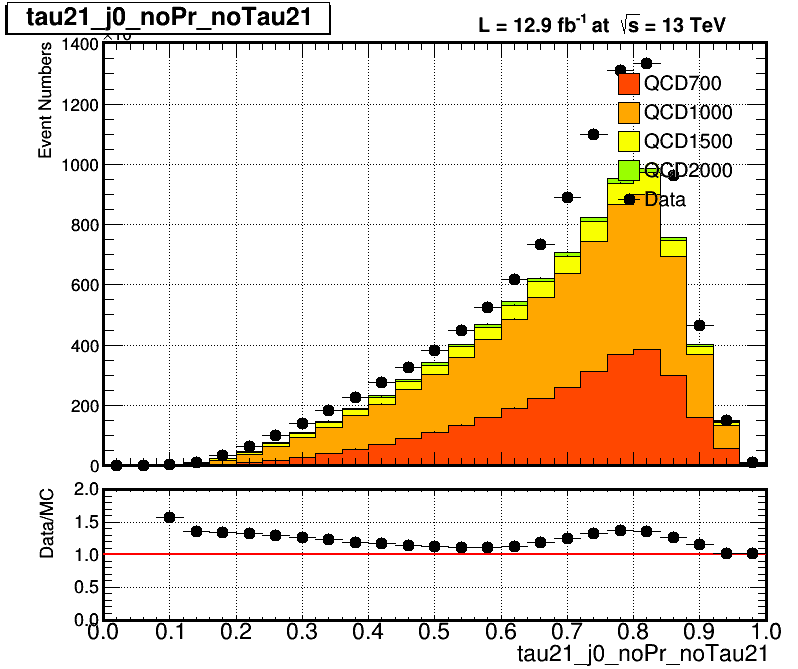 tau21_j0_noPr_noTau21
L = 12.9 fb⁻¹ at √s = 13 TeV
Event Numbers
1400
1200
1000
800
600
400
200
0
QCD700
QCD1000
QCD1500
QCD2000
Data
Data/MC
2.0
1.5
1.0
0.5
0.0
0.0 0.1 0.2 0.3 0.4 0.5 0.6 0.7 0.8 0.9 1.0
tau21_j0_noPr_noTau21